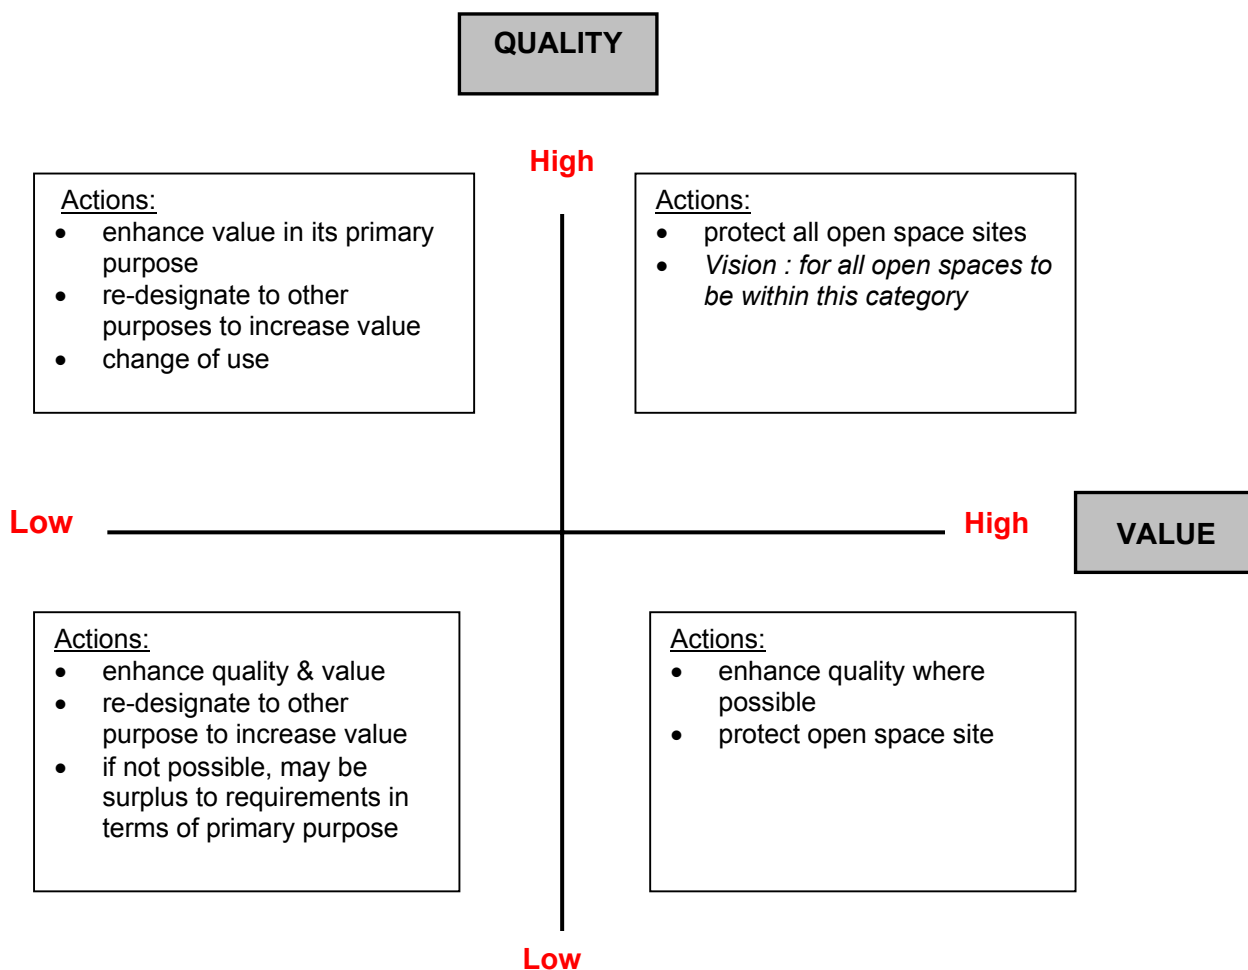 QUALITY
High
Actions:
• enhance value in its primary
purpose
• re-designate to other
purposes to increase value
• change of use
Actions:
• protect all open space sites
• Vision : for all open spaces to
be within this category
Low
High
VALUE
Actions:
• enhance quality & value
• re-designate to other
purpose to increase value
• if not possible, may be
surplus to requirements in
terms of primary purpose
Actions:
• enhance quality where
possible
• protect open space site
Low